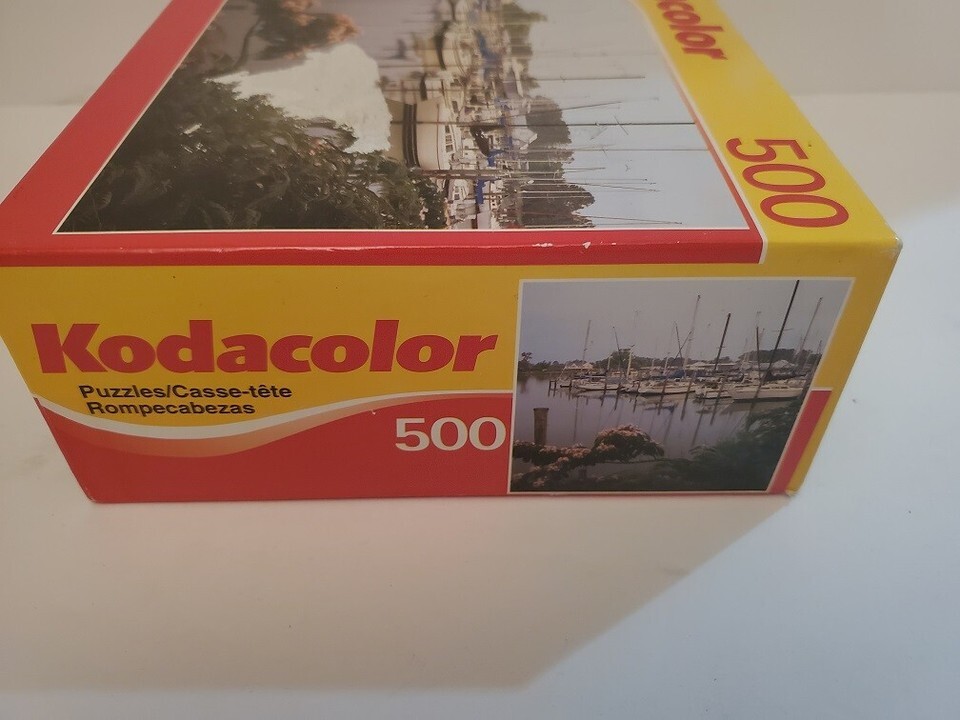 color
500
Kodacolor
Puzzles/Casse-tête
Rompecabezas
500